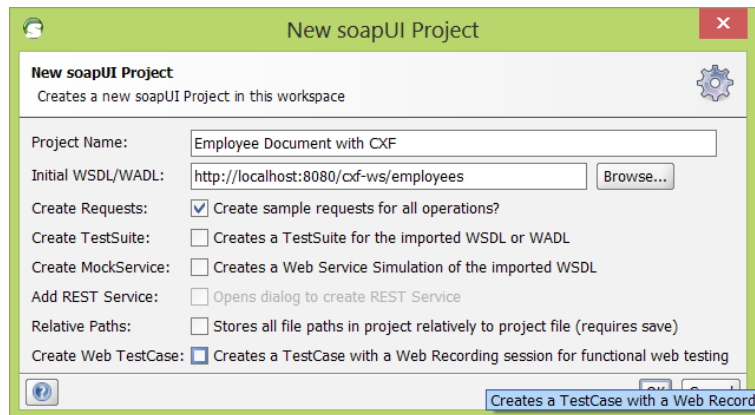 New soapUI Project
New soapUI Project
Creates a new soapUI Project in this workspace
Project Name: Employee Document with CXF
Initial WSDL/WADL: http://localhost:8080/cxf-ws/employees Browse...
Create Requests: Create sample requests for all operations?
Create TestSuite: Creates a TestSuite for the imported WSDL or WADL
Create MockService: Creates a Web Service Simulation of the imported WSDL
Add REST Service: Opens dialog to create REST Service
Relative Paths: Stores all file paths in project relatively to project file (requires save)
Create Web TestCase: Creates a TestCase with a Web Recording session for functional web testing
Creates a TestCase with a Web Record